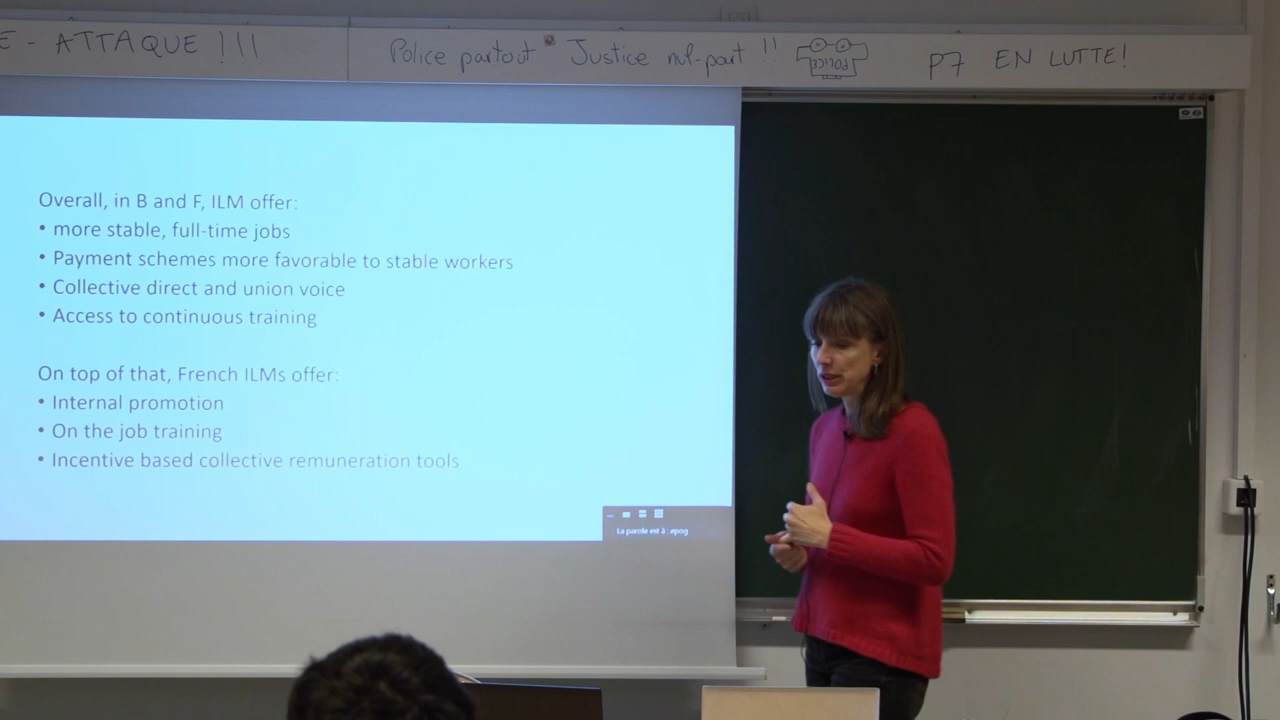 E - ATTAQUE !!!
Police partout Justice nul-part !!
POLICE
P7 EN LUTTE!
Overall, in B and F, ILM offer:
• more stable, full-time jobs
• Payment schemes more favorable to stable workers
• Collective direct and union voice
• Access to continuous training
On top of that, French ILMs offer:
• Internal promotion
• On the job training
• Incentive based collective remuneration tools
La parole est à : epog